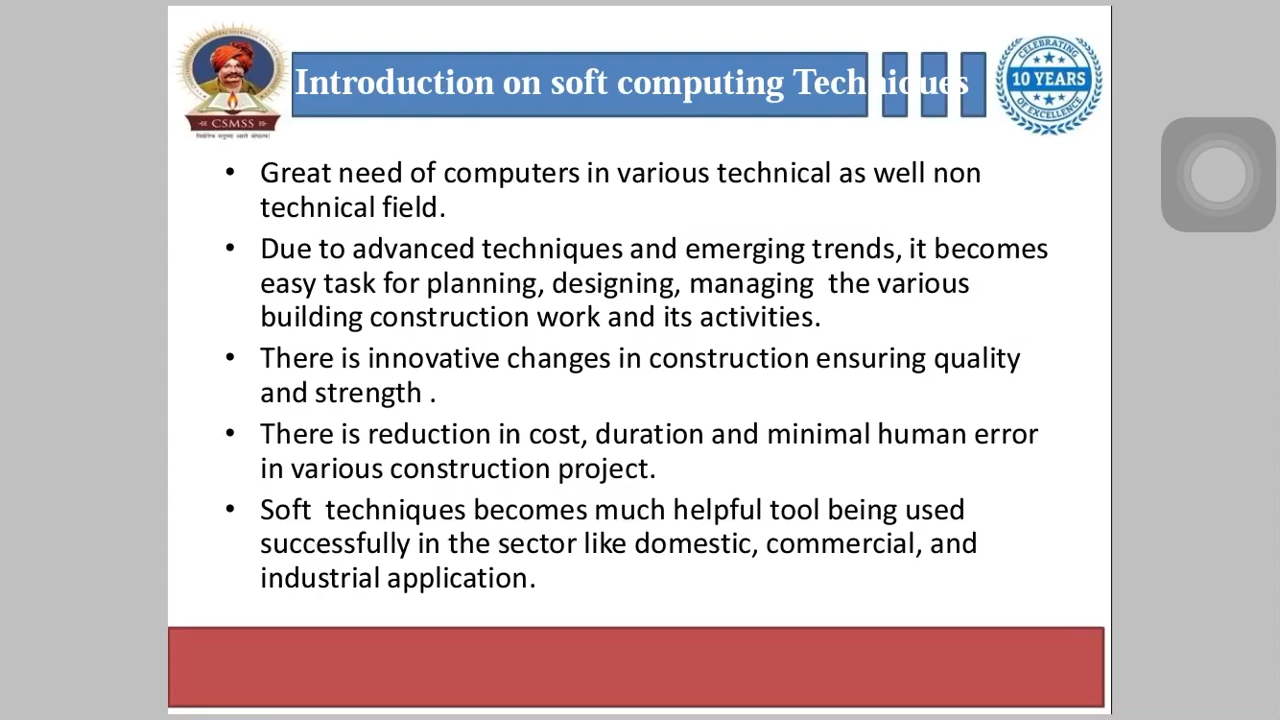 Introduction on soft computing Techniques
CSMSS
CELEBRATING
10 YEARS
OF EXCELLENCE
• Great need of computers in various technical as well non
technical field.
• Due to advanced techniques and emerging trends, it becomes
easy task for planning, designing, managing  the various
building construction work and its activities.
• There is innovative changes in construction ensuring quality
and strength .
• There is reduction in cost, duration and minimal human error
in various construction project.
• Soft  techniques becomes much helpful tool being used
successfully in the sector like domestic, commercial, and
industrial application.